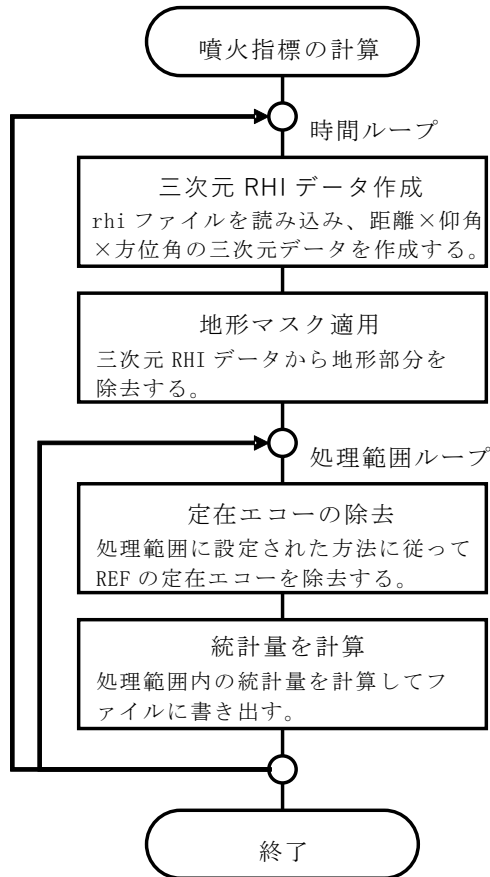 噴火指標の計算
時間ループ
三次元 RHI データ作成
rhi ファイルを読み込み、距離×仰角
×方位角の三次元データを作成する。
地形マスク適用
三次元 RHI データから地形部分を
除去する。
処理範囲ループ
定在エコーの除去
処理範囲に設定された方法に従って
REF の定在エコーを除去する。
統計量を計算
処理範囲内の統計量を計算してフ
ァイルに書き出す。
終了